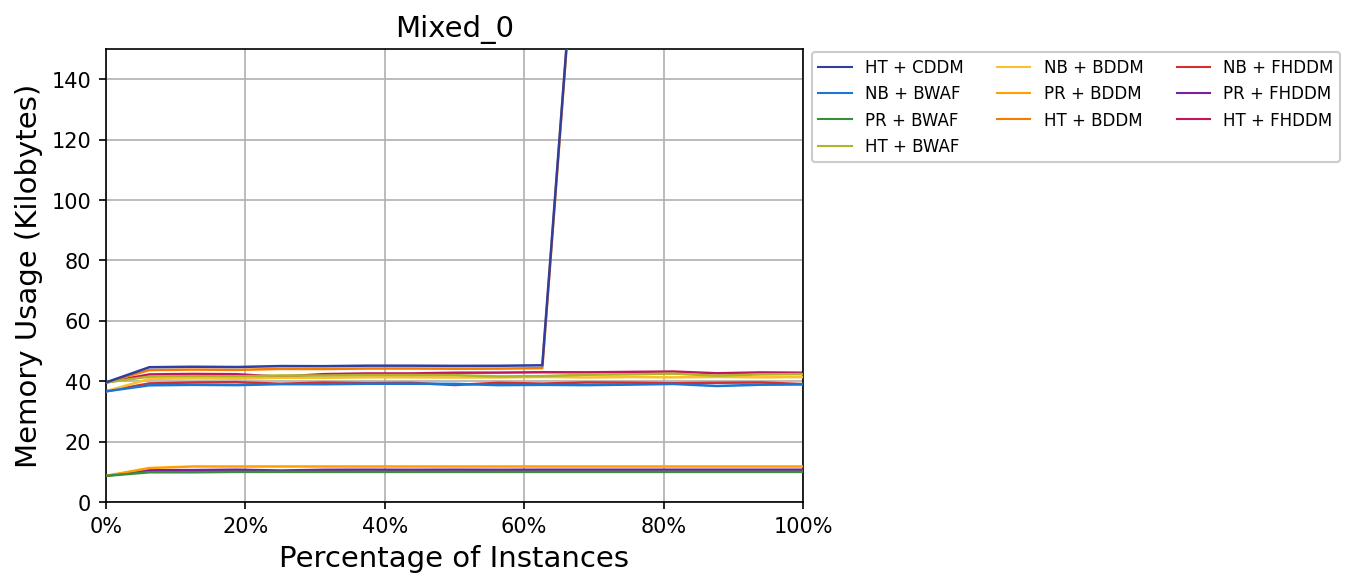 Mixed_0
Memory Usage (Kilobytes)
140
120
100
80
60
40
20
0
0% 20% 40% 60% 80% 100%
Percentage of Instances
HT + CDDM NB + BDDM NB + FHDDM
NB + BWAF PR + BDDM PR + FHDDM
PR + BWAF HT + BDDM HT + FHDDM
HT + BWAF